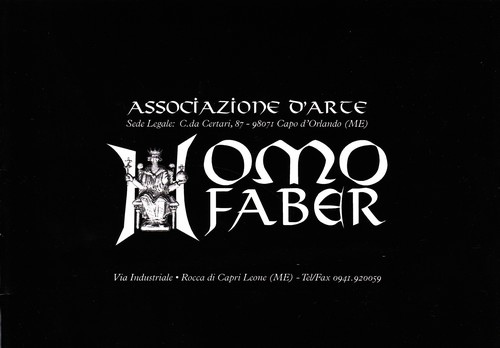 ASSOCIAZIONE D'ARTE
Sede Legale: C.da Certari, 87 - 98071 Capo d'Orlando (ME)
HOMO
FABER
Via Industriale • Rocca di Capri Leone (ME) - Tel/Fax 0941.920059